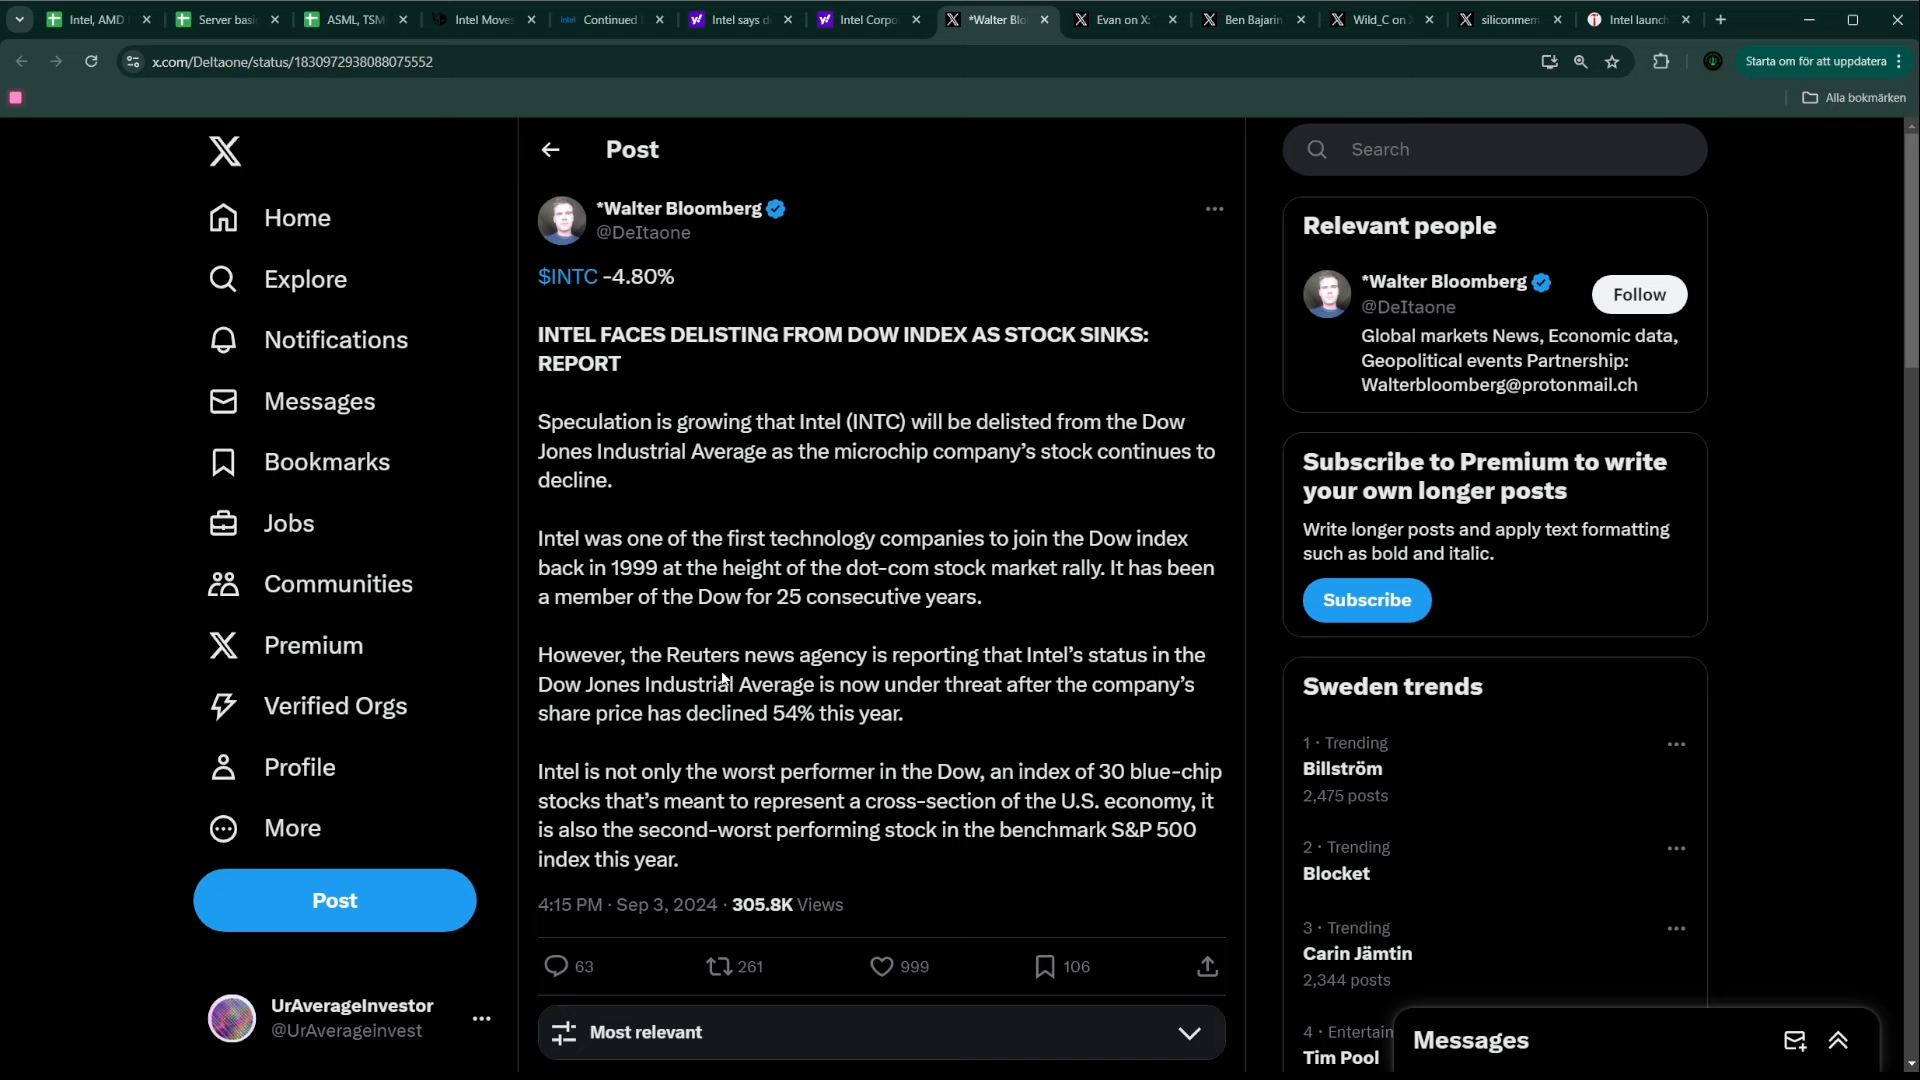 Intel, AMD
Server basi
ASML, TSM
Intel Move
Continued
Intel says d
Intel Corpo
*Walter Blo
Evan on X:
Ben Bajarin
Wild_C on
siliconmem
Intel launch
x.com/DeItaone/status/1830972938088075552
Starta om för att uppdatera
Alla bokmärken
Home
Explore
Notifications
Messages
Bookmarks
Jobs
Communities
Premium
Verified Orgs
Profile
More
Post
UrAverageInvestor
@UrAverageinvest
Post
*Walter Bloomberg
@DeItaone
$INTC -4.80%
INTEL FACES DELISTING FROM DOW INDEX AS STOCK SINKS:
REPORT
Speculation is growing that Intel (INTC) will be delisted from the Dow
Jones Industrial Average as the microchip company’s stock continues to
decline.
Intel was one of the first technology companies to join the Dow index
back in 1999 at the height of the dot-com stock market rally. It has been
a member of the Dow for 25 consecutive years.
However, the Reuters news agency is reporting that Intel’s status in the
Dow Jones Industrial Average is now under threat after the company’s
share price has declined 54% this year.
Intel is not only the worst performer in the Dow, an index of 30 blue-chip
stocks that’s meant to represent a cross-section of the U.S. economy, it
is also the second-worst performing stock in the benchmark S&P 500
index this year.
4:15 PM · Sep 3, 2024 · 305.8K Views
63 261 999 106
Most relevant
Search
Relevant people
*Walter Bloomberg
@DeItaone
Follow
Global markets News, Economic data,
Geopolitical events Partnership:
Walterbloomberg@protonmail.ch
Subscribe to Premium to write
your own longer posts
Write longer posts and apply text formatting
such as bold and italic.
Subscribe
Sweden trends
1 · Trending
Billström
2,475 posts
2 · Trending
Blocket
3 · Trending
Carin Jämtin
2,344 posts
4 · Entertain
Tim Pool
Messages